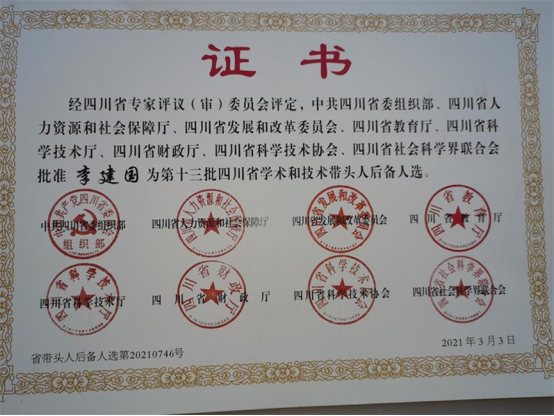 证书
经四川省专家评议（审）委员会评定，中共四川省委组织部、四川省人
力资源和社会保障厅、四川省发展和改革委员会、四川省教育厅、四川省科
学技术厅、四川省财政厅、四川省科学技术协会、四川省社会科学界联合会
批准 李建国 为第十三批四川省学术和技术带头人后备人选。
中共四川省委组织部 四川省人力资源和社会保障厅 四川省发展和改革委员会 四川省教育厅
四川省科学技术厅 四川省财政厅 四川省科学技术协会 四川省社会科学界联合会
省带头人后备人选第20210746号
2021年3月3日